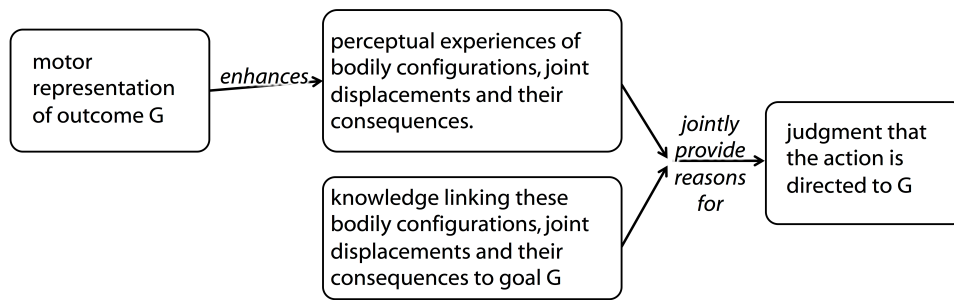 motor
representation
of outcome G
enhances
perceptual experiences of
bodily configurations, joint
displacements and their
consequences.
knowledge linking these
bodily configurations, joint
displacements and their
consequences to goal G
jointly
provide
reasons
for
judgment that
the action is
directed to G